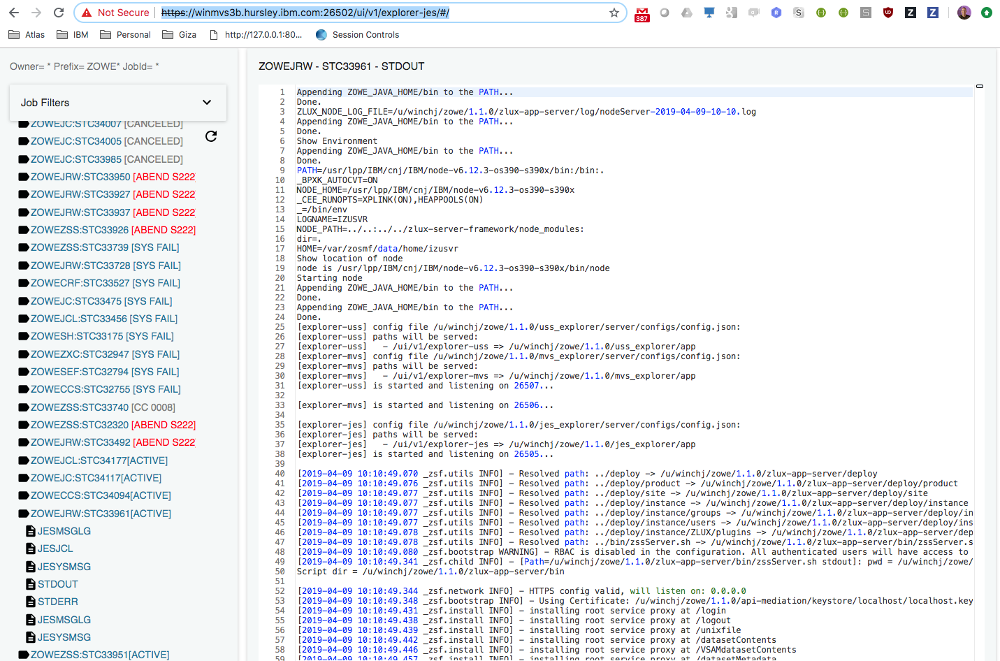 Not Secure | https://winmvs3b.hursley.ibm.com:26502/ui/v1/explorer-jes/#/
387
Atlas IBM Personal Giza http://127.0.0.1:80... Session Controls
Owner= * Prefix= ZOWE* JobId= *
Job Filters
ZOWEJC:STC34007 [CANCELED]
ZOWEJC:STC34005 [CANCELED]
ZOWEJC:STC33985 [CANCELED]
ZOWEJRW:STC33950 [ABEND S222]
ZOWEJRW:STC33927 [ABEND S222]
ZOWEJRW:STC33937 [ABEND S222]
ZOWEZSS:STC33926 [ABEND S222]
ZOWEZSS:STC33739 [SYS FAIL]
ZOWEJRW:STC33728 [SYS FAIL]
ZOWECRF:STC33527 [SYS FAIL]
ZOWEJC:STC33475 [SYS FAIL]
ZOWEJCL:STC33456 [SYS FAIL]
ZOWESH:STC33175 [SYS FAIL]
ZOWEZXC:STC32947 [SYS FAIL]
ZOWESEF:STC32794 [SYS FAIL]
ZOWECCS:STC32755 [SYS FAIL]
ZOWEZSS:STC33740 [CC 0008]
ZOWEZSS:STC32320 [ABEND S222]
ZOWEJRW:STC33492 [ABEND S222]
ZOWEJCL:STC34177[ACTIVE]
ZOWEJC:STC34117[ACTIVE]
ZOWECCS:STC34094[ACTIVE]
ZOWEJRW:STC33961[ACTIVE]
JESMSGLG
JESJCL
JESYSMSG
STDOUT
STDERR
JESMSGLG
JESYSMSG
ZOWEZSS:STC33951[ACTIVE]
ZOWEJRW - STC33961 - STDOUT
1 Appending ZOWE_JAVA_HOME/bin to the PATH...
2 Done.
3 ZLUX_NODE_LOG_FILE=/u/winchj/zowe/1.1.0/zlux-app-server/log/nodeServer-2019-04-09-10-10.log
4 Appending ZOWE_JAVA_HOME/bin to the PATH...
5 Done.
6 Show Environment
7 Appending ZOWE_JAVA_HOME/bin to the PATH...
8 Done.
9 PATH=/usr/lpp/IBM/cnj/IBM/node-v6.12.3-os390-s390x/bin:/bin:.
10 _BPXK_AUTOCVT=ON
11 NODE_HOME=/usr/lpp/IBM/cnj/IBM/node-v6.12.3-os390-s390x
12 _CEE_RUNOPTS=XPLINK(ON),HEAPPOOLS(ON)
13 _=/bin/env
14 LOGNAME=IZUSVR
15 NODE_PATH=../..:../../zlux-server-framework/node_modules:
16 dir=.
17 HOME=/var/zosmf/data/home/izusvr
18 Show location of node
19 node is /usr/lpp/IBM/cnj/IBM/node-v6.12.3-os390-s390x/bin/node
20 Starting node
21 Appending ZOWE_JAVA_HOME/bin to the PATH...
22 Done.
23 Appending ZOWE_JAVA_HOME/bin to the PATH...
24 Done.
25 [explorer-uss] config file /u/winchj/zowe/1.1.0/uss_explorer/server/configs/config.json:
26 [explorer-uss] paths will be served:
27 [explorer-uss]   - /ui/v1/explorer-uss => /u/winchj/zowe/1.1.0/uss_explorer/app
28 [explorer-mvs] config file /u/winchj/zowe/1.1.0/mvs_explorer/server/configs/config.json:
29 [explorer-mvs] paths will be served:
30 [explorer-mvs]   - /ui/v1/explorer-mvs => /u/winchj/zowe/1.1.0/mvs_explorer/app
31 [explorer-uss] is started and listening on 26507...
32
33 [explorer-mvs] is started and listening on 26506...
34
35 [explorer-jes] config file /u/winchj/zowe/1.1.0/jes_explorer/server/configs/config.json:
36 [explorer-jes] paths will be served:
37 [explorer-jes]   - /ui/v1/explorer-jes => /u/winchj/zowe/1.1.0/jes_explorer/app
38 [explorer-jes] is started and listening on 26505...
39
40 [2019-04-09 10:10:49.070 _zsf.utils INFO] - Resolved path: ../deploy -> /u/winchj/zowe/1.1.0/zlux-app-server/deploy
41 [2019-04-09 10:10:49.076 _zsf.utils INFO] - Resolved path: ../deploy/product -> /u/winchj/zowe/1.1.0/zlux-app-server/deploy/product
42 [2019-04-09 10:10:49.077 _zsf.utils INFO] - Resolved path: ../deploy/site -> /u/winchj/zowe/1.1.0/zlux-app-server/deploy/site
43 [2019-04-09 10:10:49.077 _zsf.utils INFO] - Resolved path: ../deploy/instance -> /u/winchj/zowe/1.1.0/zlux-app-server/deploy/instance
44 [2019-04-09 10:10:49.077 _zsf.utils INFO] - Resolved path: ../deploy/instance/groups -> /u/winchj/zowe/1.1.0/zlux-app-server/deploy/in
45 [2019-04-09 10:10:49.077 _zsf.utils INFO] - Resolved path: ../deploy/instance/users -> /u/winchj/zowe/1.1.0/zlux-app-server/deploy/ins
46 [2019-04-09 10:10:49.078 _zsf.utils INFO] - Resolved path: ../deploy/instance/ZLUX/plugins -> /u/winchj/zowe/1.1.0/zlux-app-server/dep
47 [2019-04-09 10:10:49.078 _zsf.utils INFO] - Resolved path: ../bin/zssServer.sh -> /u/winchj/zowe/1.1.0/zlux-app-server/bin/zssServer.s
48 [2019-04-09 10:10:49.080 _zsf.bootstrap WARNING] - RBAC is disabled in the configuration. All authenticated users will have access to
49 [2019-04-09 10:10:49.341 _zsf.child INFO] - [Path=/u/winchj/zowe/1.1.0/zlux-app-server/bin/zssServer.sh stdout]: pwd = /u/winchj/zowe/
50 Script dir = /u/winchj/zowe/1.1.0/zlux-app-server/bin
51
52 [2019-04-09 10:10:49.344 _zsf.network INFO] - HTTPS config valid, will listen on: 0.0.0.0
53 [2019-04-09 10:10:49.348 _zsf.bootstrap INFO] - Using Certificate: /u/winchj/zowe/1.1.0/api-mediation/keystore/localhost/localhost.key
54 [2019-04-09 10:10:49.431 _zsf.install INFO] - installing root service proxy at /login
55 [2019-04-09 10:10:49.438 _zsf.install INFO] - installing root service proxy at /logout
56 [2019-04-09 10:10:49.439 _zsf.install INFO] - installing root service proxy at /unixfile
57 [2019-04-09 10:10:49.442 _zsf.install INFO] - installing root service proxy at /datasetContents
58 [2019-04-09 10:10:49.446 _zsf.install INFO] - installing root service proxy at /VSAMdatasetContents
59 [2019-04-09 10:10:49.457 _zsf.install INFO] - installing root service proxy at /datasetMetadata